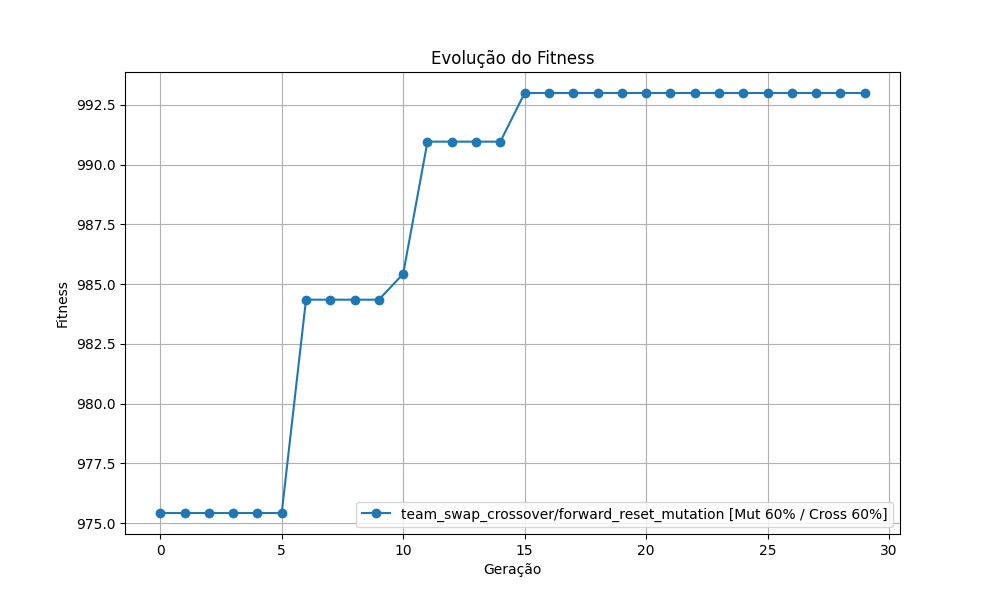 Evolução do Fitness
Fitness
992.5
990.0
987.5
985.0
982.5
980.0
977.5
975.0
team_swap_crossover/forward_reset_mutation [Mut 60% / Cross 60%]
0 5 10 15 20 25 30
Geração